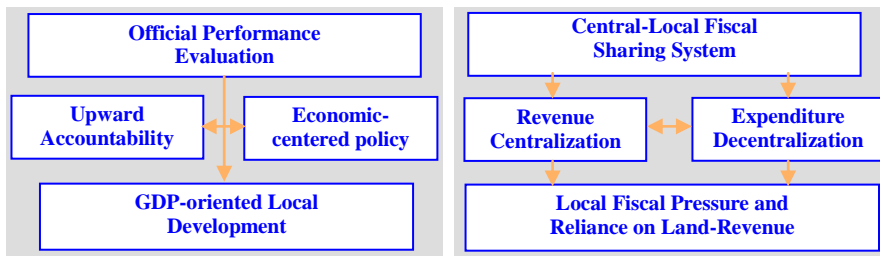 Official Performance
Evaluation
Upward
Accountability
Economic-
centered policy
GDP-oriented Local
Development
Central-Local Fiscal
Sharing System
Revenue
Centralization
Expenditure
Decentralization
Local Fiscal Pressure and
Reliance on Land-Revenue